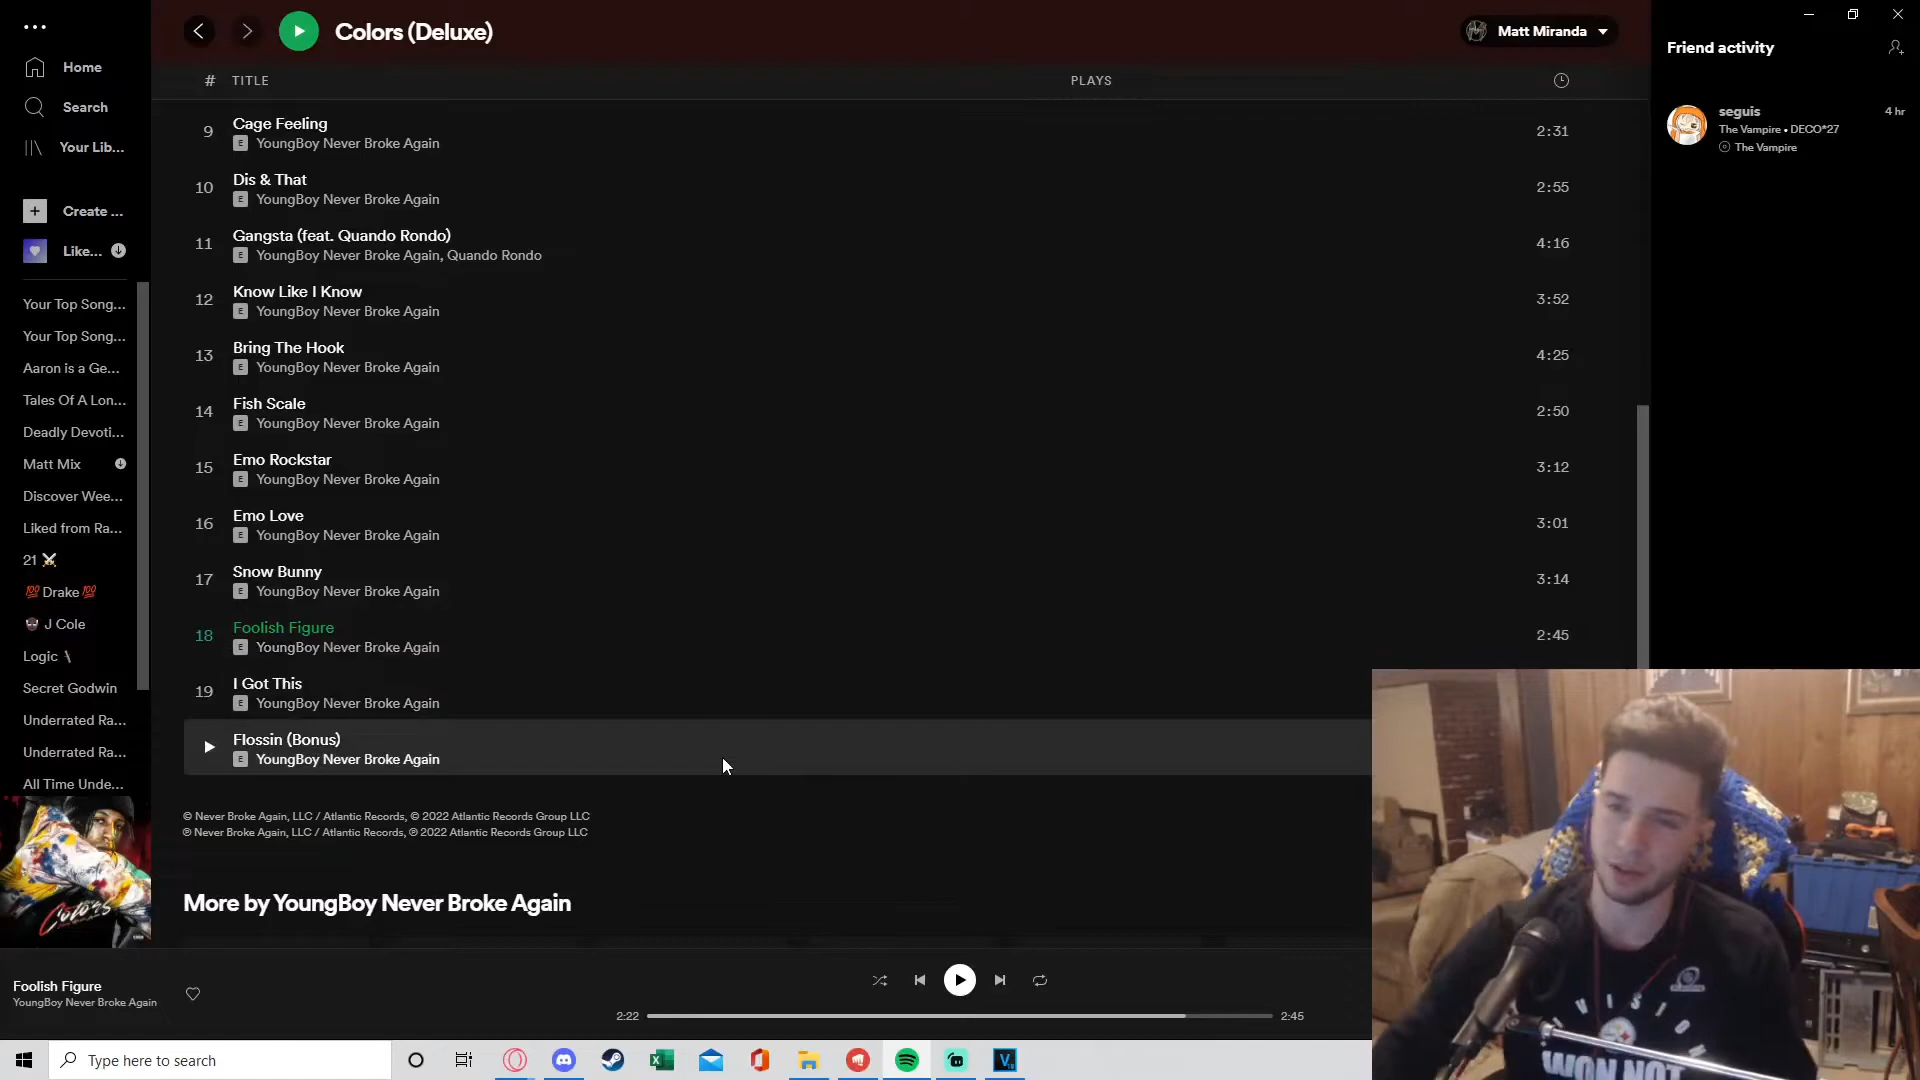 Colors (Deluxe)
Matt Miranda
Friend activity
Home
Search
Your Lib...
Create ...
Like...
Your Top Song...
Your Top Song...
Aaron is a Ge...
Tales Of A Lon...
Deadly Devoti...
Matt Mix
Discover Wee...
Liked from Ra...
21 ⚔
💯 Drake 💯
J Cole
Logic \
Secret Godwin
Underrated Ra...
Underrated Ra...
All Time Unde...
# TITLE PLAYS
9 Cage Feeling 2:31
E YoungBoy Never Broke Again
10 Dis & That 2:55
E YoungBoy Never Broke Again
11 Gangsta (feat. Quando Rondo) 4:16
E YoungBoy Never Broke Again, Quando Rondo
12 Know Like I Know 3:52
E YoungBoy Never Broke Again
13 Bring The Hook 4:25
E YoungBoy Never Broke Again
14 Fish Scale 2:50
E YoungBoy Never Broke Again
15 Emo Rockstar 3:12
E YoungBoy Never Broke Again
16 Emo Love 3:01
E YoungBoy Never Broke Again
17 Snow Bunny 3:14
E YoungBoy Never Broke Again
18 Foolish Figure 2:45
E YoungBoy Never Broke Again
19 I Got This
E YoungBoy Never Broke Again
Flossin (Bonus)
E YoungBoy Never Broke Again
© Never Broke Again, LLC / Atlantic Records, © 2022 Atlantic Records Group LLC
℗ Never Broke Again, LLC / Atlantic Records, ℗ 2022 Atlantic Records Group LLC
More by YoungBoy Never Broke Again
seguis 4 hr
The Vampire • DECO*27
The Vampire
Colors
Foolish Figure
YoungBoy Never Broke Again
2:22 2:45
Type here to search
WON NOT